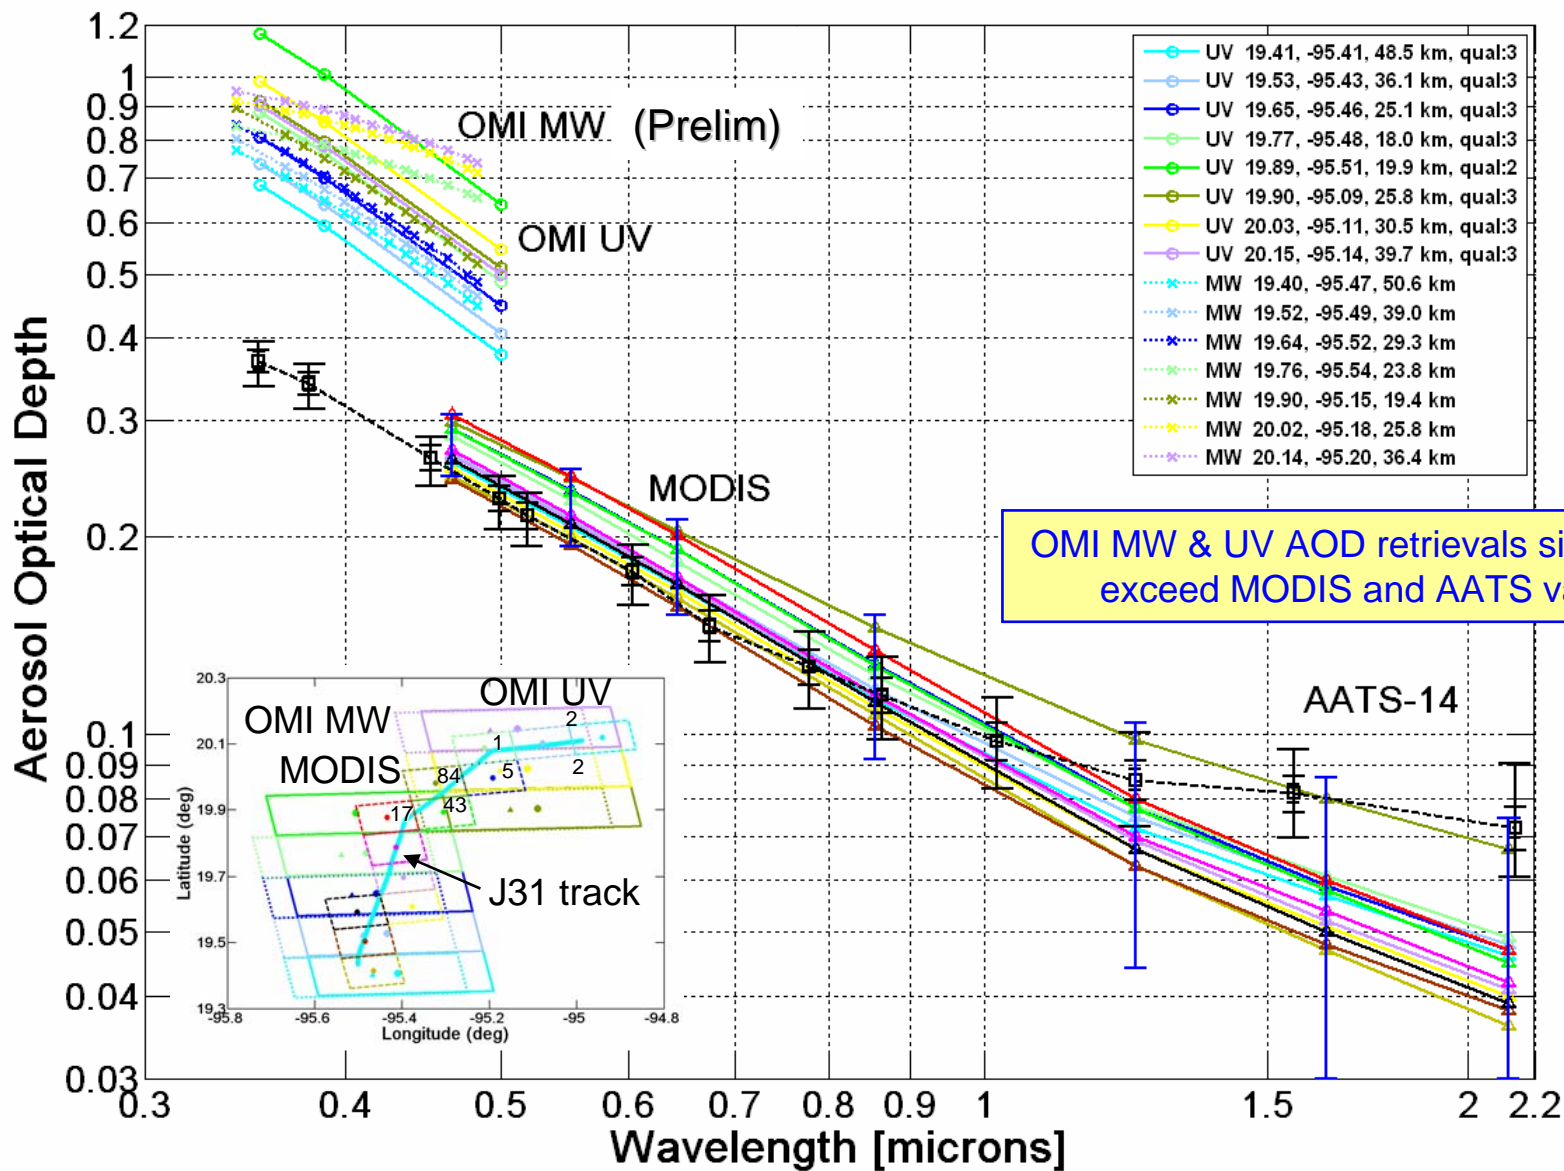 1.2
1
0.9
0.8
0.7
0.6
0.5
0.4
0.3
0.2
0.1
0.09
0.08
0.07
0.06
0.05
0.04
0.03
Aerosol Optical Depth
0.3 0.4 0.5 0.6 0.7 0.8 0.9 1 1.5 2 2.2
Wavelength [microns]
OMI MW (Prelim)
OMI UV
MODIS
AATS-14
UV 19.41, -95.41, 48.5 km, qual:3
UV 19.53, -95.43, 36.1 km, qual:3
UV 19.65, -95.46, 25.1 km, qual:3
UV 19.77, -95.48, 18.0 km, qual:3
UV 19.89, -95.51, 19.9 km, qual:2
UV 19.90, -95.09, 25.8 km, qual:3
UV 20.03, -95.11, 30.5 km, qual:3
UV 20.15, -95.14, 39.7 km, qual:3
MW 19.40, -95.47, 50.6 km
MW 19.52, -95.49, 39.0 km
MW 19.64, -95.52, 29.3 km
MW 19.76, -95.54, 23.8 km
MW 19.90, -95.15, 19.4 km
MW 20.02, -95.18, 25.8 km
MW 20.14, -95.20, 36.4 km
OMI MW & UV AOD retrievals si
exceed MODIS and AATS va
OMI UV
OMI MW
MODIS
2
1
84
5
2
17
43
J31 track
20.3
20.1
19.9
19.7
19.5
19.3
Latitude (deg)
-95.8 -95.6 -95.4 -95.2 -95 -94.8
Longitude (deg)